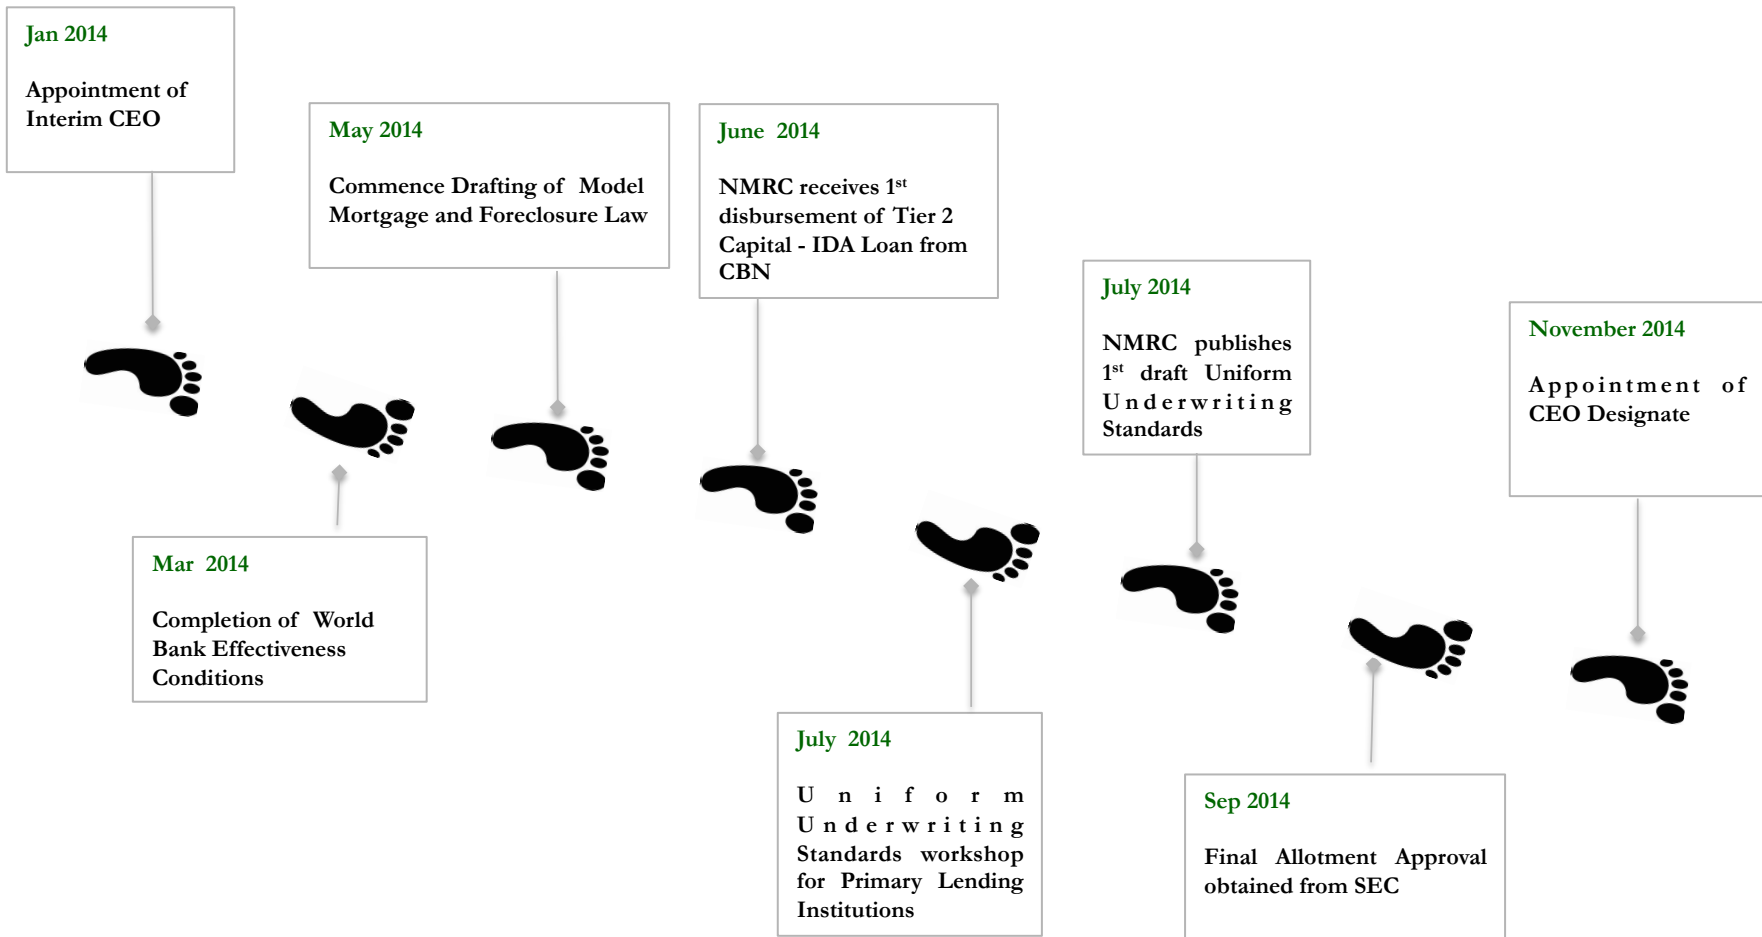 Jan 2014
Appointment of
Interim CEO
Mar 2014
Completion of World
Bank Effectiveness
Conditions
May 2014
Commence Drafting of Model
Mortgage and Foreclosure Law
June 2014
NMRC receives 1st
disbursement of Tier 2
Capital - IDA Loan from
CBN
July 2014
Uniform
Underwriting
Standards workshop
for Primary Lending
Institutions
July 2014
NMRC publishes
1st draft Uniform
Underwriting
Standards
Sep 2014
Final Allotment Approval
obtained from SEC
November 2014
Appointment of
CEO Designate